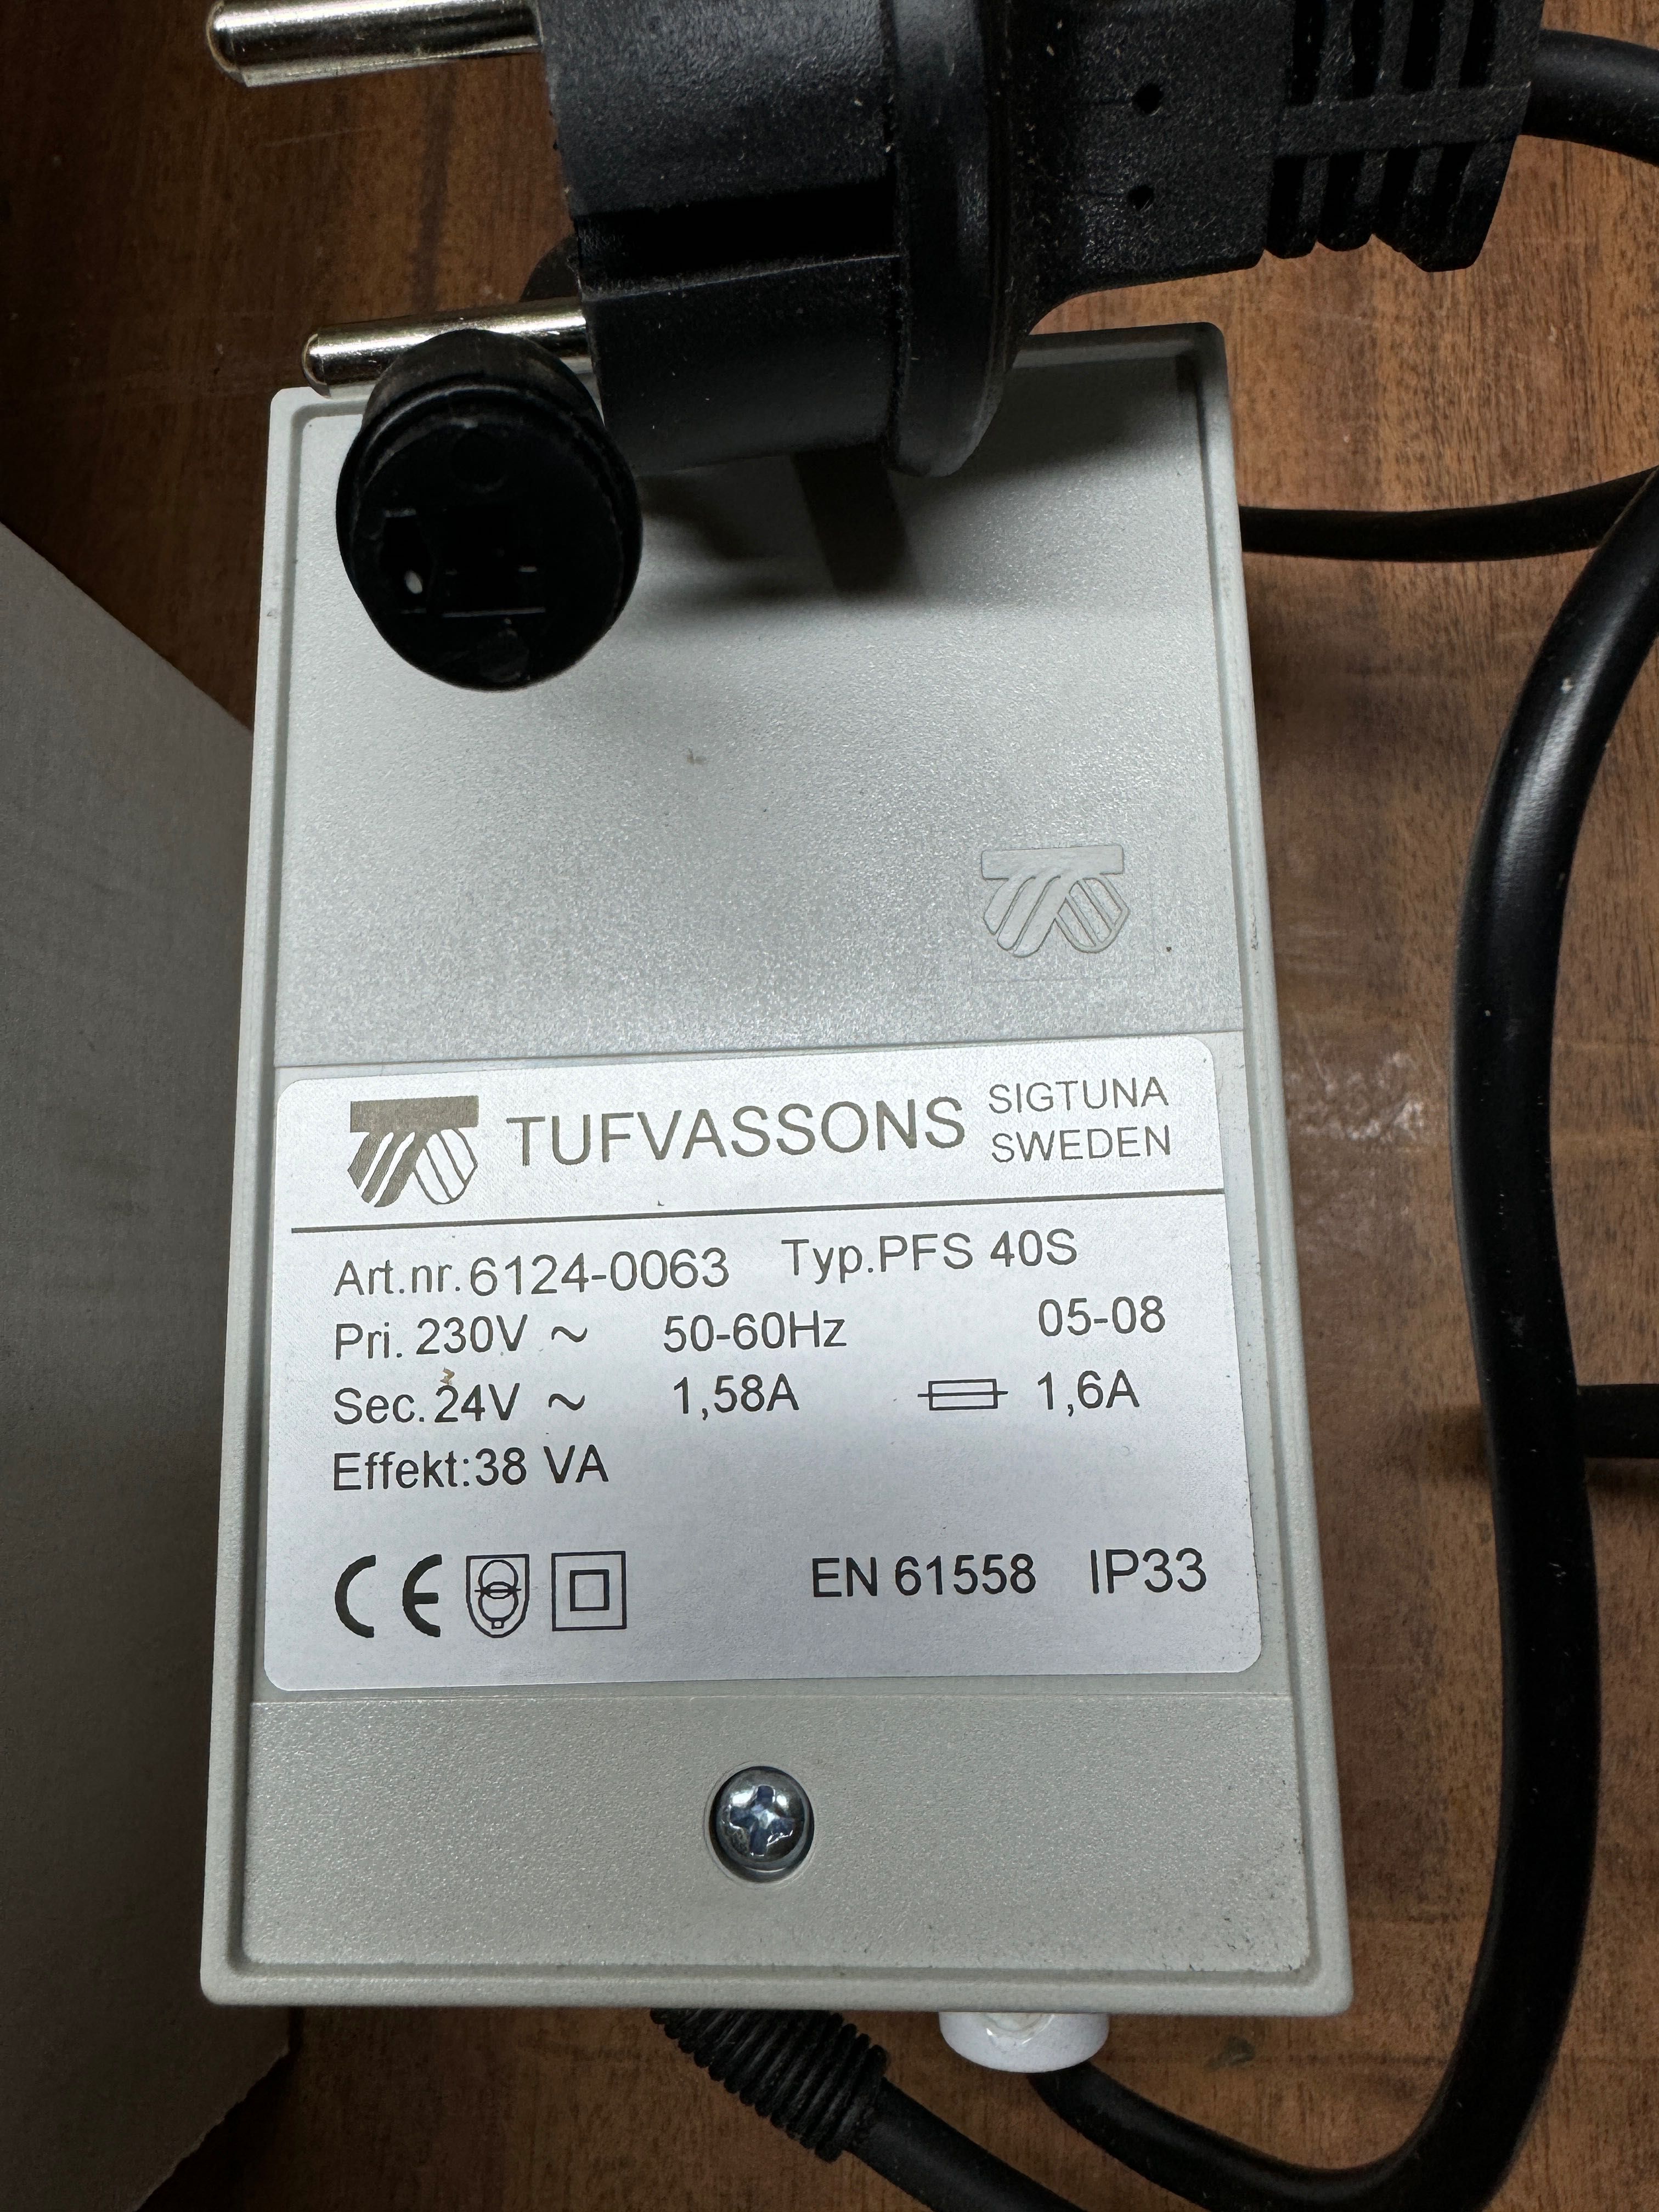 TUFVASSONS SIGTUNA SWEDEN
Art.nr.6124-0063 Typ.PFS 40S
Pri. 230V ~ 50-60Hz 05-08
Sec.24V ~ 1,58A 1,6A
Effekt:38 VA
CE EN 61558 IP33